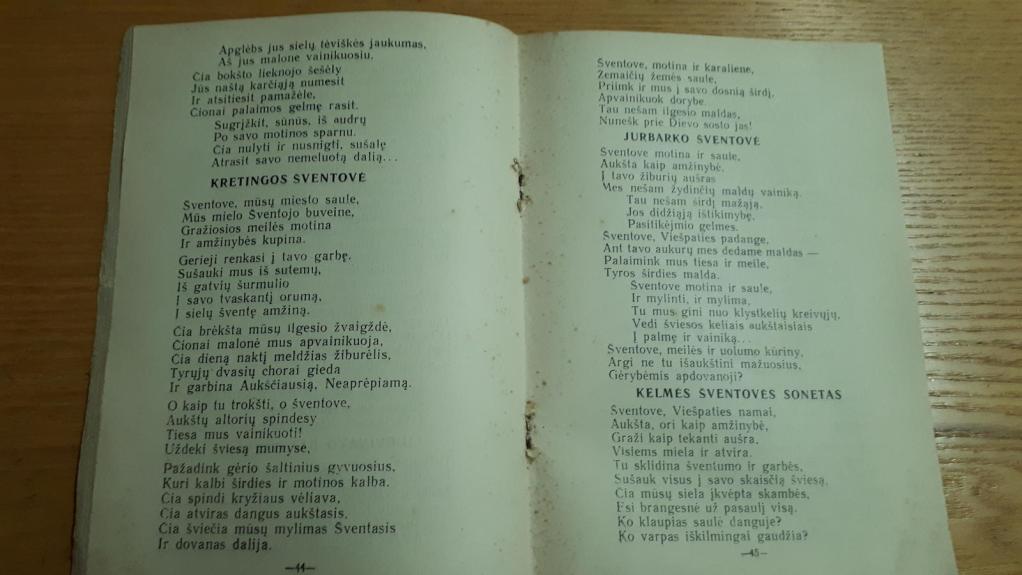 Apglėbs jus sielų tėviškės jaukumas,
Aš jus malone vainikuosiu.
Čia bokšto lieknojo šešėly
Jūs naštą karčiąją numesit
Ir atsitiesit pamažėle,
Čionai palaimos gelmę rasit.
Sugrįžkit, sūnūs, iš audrų
Po savo motinos sparnu.
Čia nulyti ir nusnigti, sušalę
Atrasit savo nemeluotą dalią...
KRETINGOS ŠVENTOVĖ
Šventove, mūsų miesto saule,
Mūs mielo Šventojo buveine,
Gražiosios meilės motina
Ir amžinybės kupina.
Gerieji renkasi į tavo garbę.
Sušauki mus iš sutemų,
Iš gatvių šurmulio
Į savo tvaskantį orumą,
Į sielų šventę amžiną.
Čia brėkšta mūsų ilgesio žvaigždė,
Čionai malonė mus apvainikuoja,
Čia dieną naktį meldžias žiburėlis,
Tyrųjų dvasių chorai gieda
Ir garbina Aukščiausią, Neaprėpiamą.
O kaip tu trokšti, o šventove,
Aukštų altorių spindesy
Tiesa mus vainikuoti!
Uždeki šviesą mumyse,
Pažadink gėrio šaltinius gyvuosius,
Kuri kalbi širdies ir motinos kalba.
Čia spindi kryžiaus vėliava,
Čia atviras dangus aukštasis,
Čia šviečia mūsų mylimas Šventasis
Ir dovanas dalija.
—44—
Šventove, motina ir karaliene,
Žemaičių žemės saule,
Priimk ir mus į savo dosnią širdį,
Apvainikuok dorybe.
Tau nešam ilgesio maldas,
Nunešk prie Dievo sosto jas!
JURBARKO ŠVENTOVĖ
Šventove motina ir saule,
Aukšta kaip amžinybė,
Į tavo žiburių aušras
Mes nešam žydinčių maldų vainiką.
Tau nešam širdį mažąją,
Jos didžiąją ištikimybę,
Pasitikėjimo gelmes.
Šventove, Viešpaties padange,
Ant tavo aukurų mes dedame maldas —
Palaimink mus tiesa ir meile,
Tyros širdies malda.
Šventove motina ir saule,
Ir mylinti, ir mylima,
Tu mus gini nuo klystkelių kreivųjų,
Vedi šviesos keliais aukštaisiais
Į palmę ir vainiką...
Šventove, meilės ir uolumo kūriny,
Argi ne tu išaukštini mažuosius,
Gėrybėmis apdovanoji?
KELMĖS ŠVENTOVĖS SONETAS
Šventove, Viešpaties namai,
Aukšta, ori kaip amžinybė,
Graži kaip tekanti aušra,
Visiems miela ir atvira.
Tu sklidina šventumo ir garbės,
Sušauk visus į savo skaisčią šviesą,
Čia mūsų siela įkvėpta skambės,
Esi brangesnė už pasaulį visą.
Ko klaupias saulė danguje?
Ko varpas iškilmingai gaudžia?
—45—